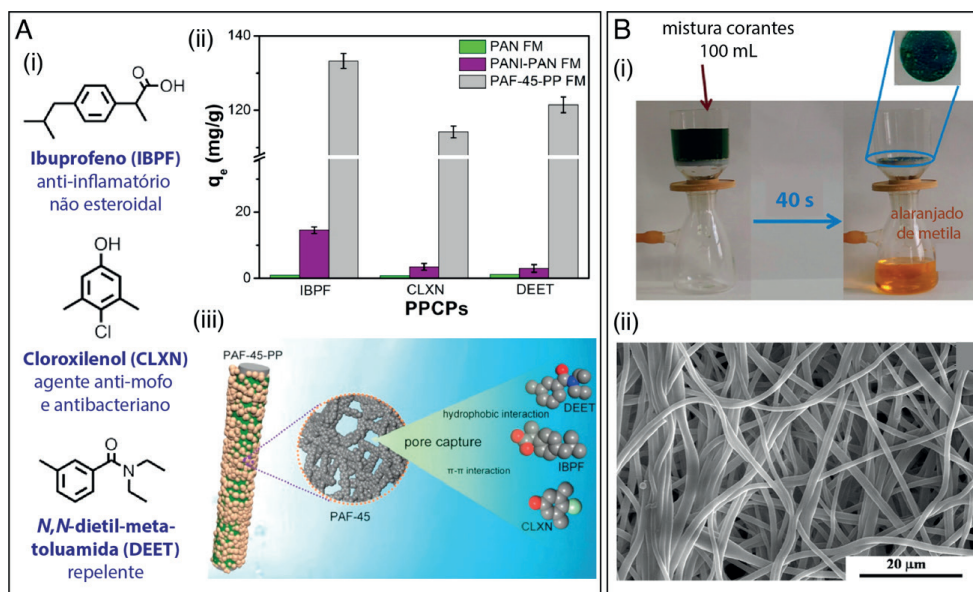 A
(i)
OH
O
Ibuprofeno (IBPF)
anti-inflamatório
não esteroidal
OH
Cl
Cloroxilenol (CLXN)
agente anti-mofo
e antibacteriano
O
N
N,N-dietil-meta-
toluamida (DEET)
repelente
(ii)
140
120
20
0
qe (mg/g)
PAN FM
PANI-PAN FM
PAF-45-PP FM
IBPF
CLXN
DEET
PPCPs
(iii)
PAF-45-PP
PAF-45
pore capture
hydrophobic interaction
π-π interaction
DEET
IBPF
CLXN
B
(i)
mistura corantes
100 mL
40 s
alaranjado
de metila
(ii)
20 µm